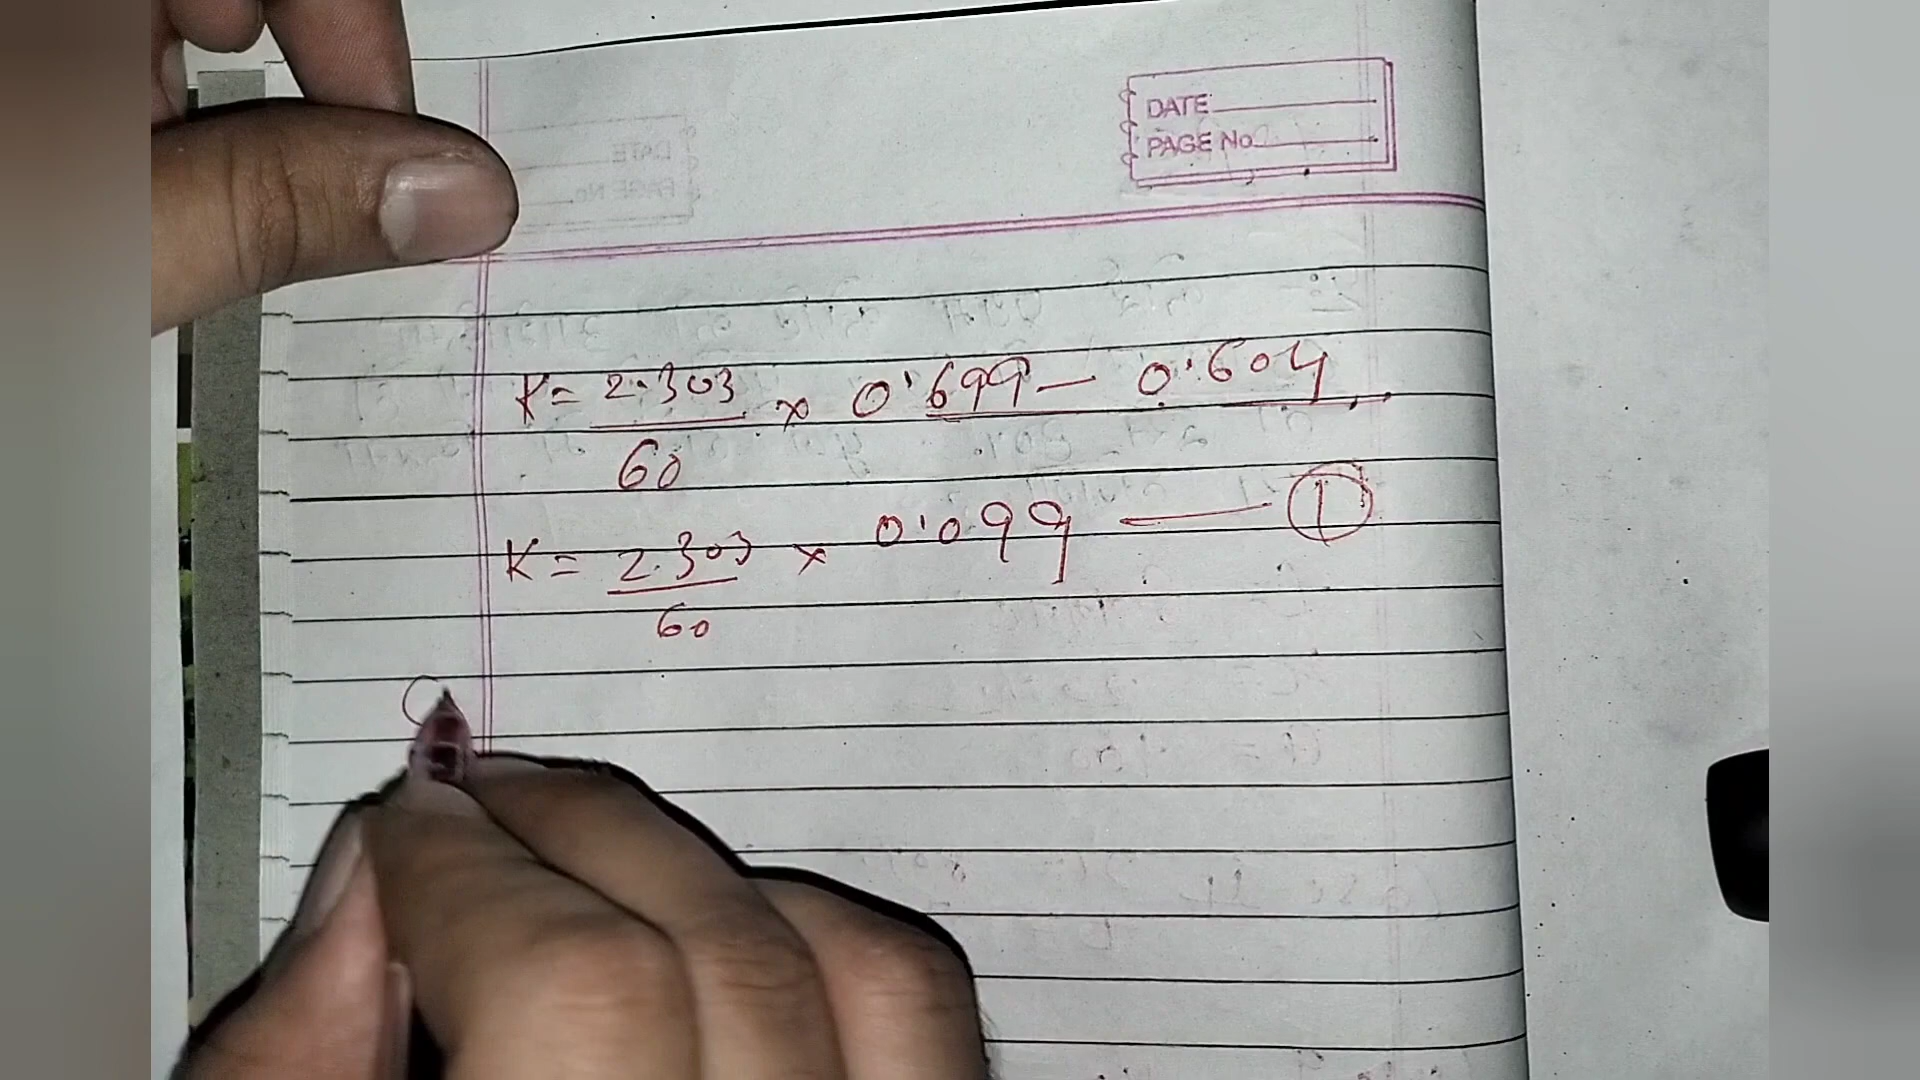 DATE
PAGE No.
K = 2.303 × 0.699 - 0.604
60
K = 2.303 × 0.099 — 1
60